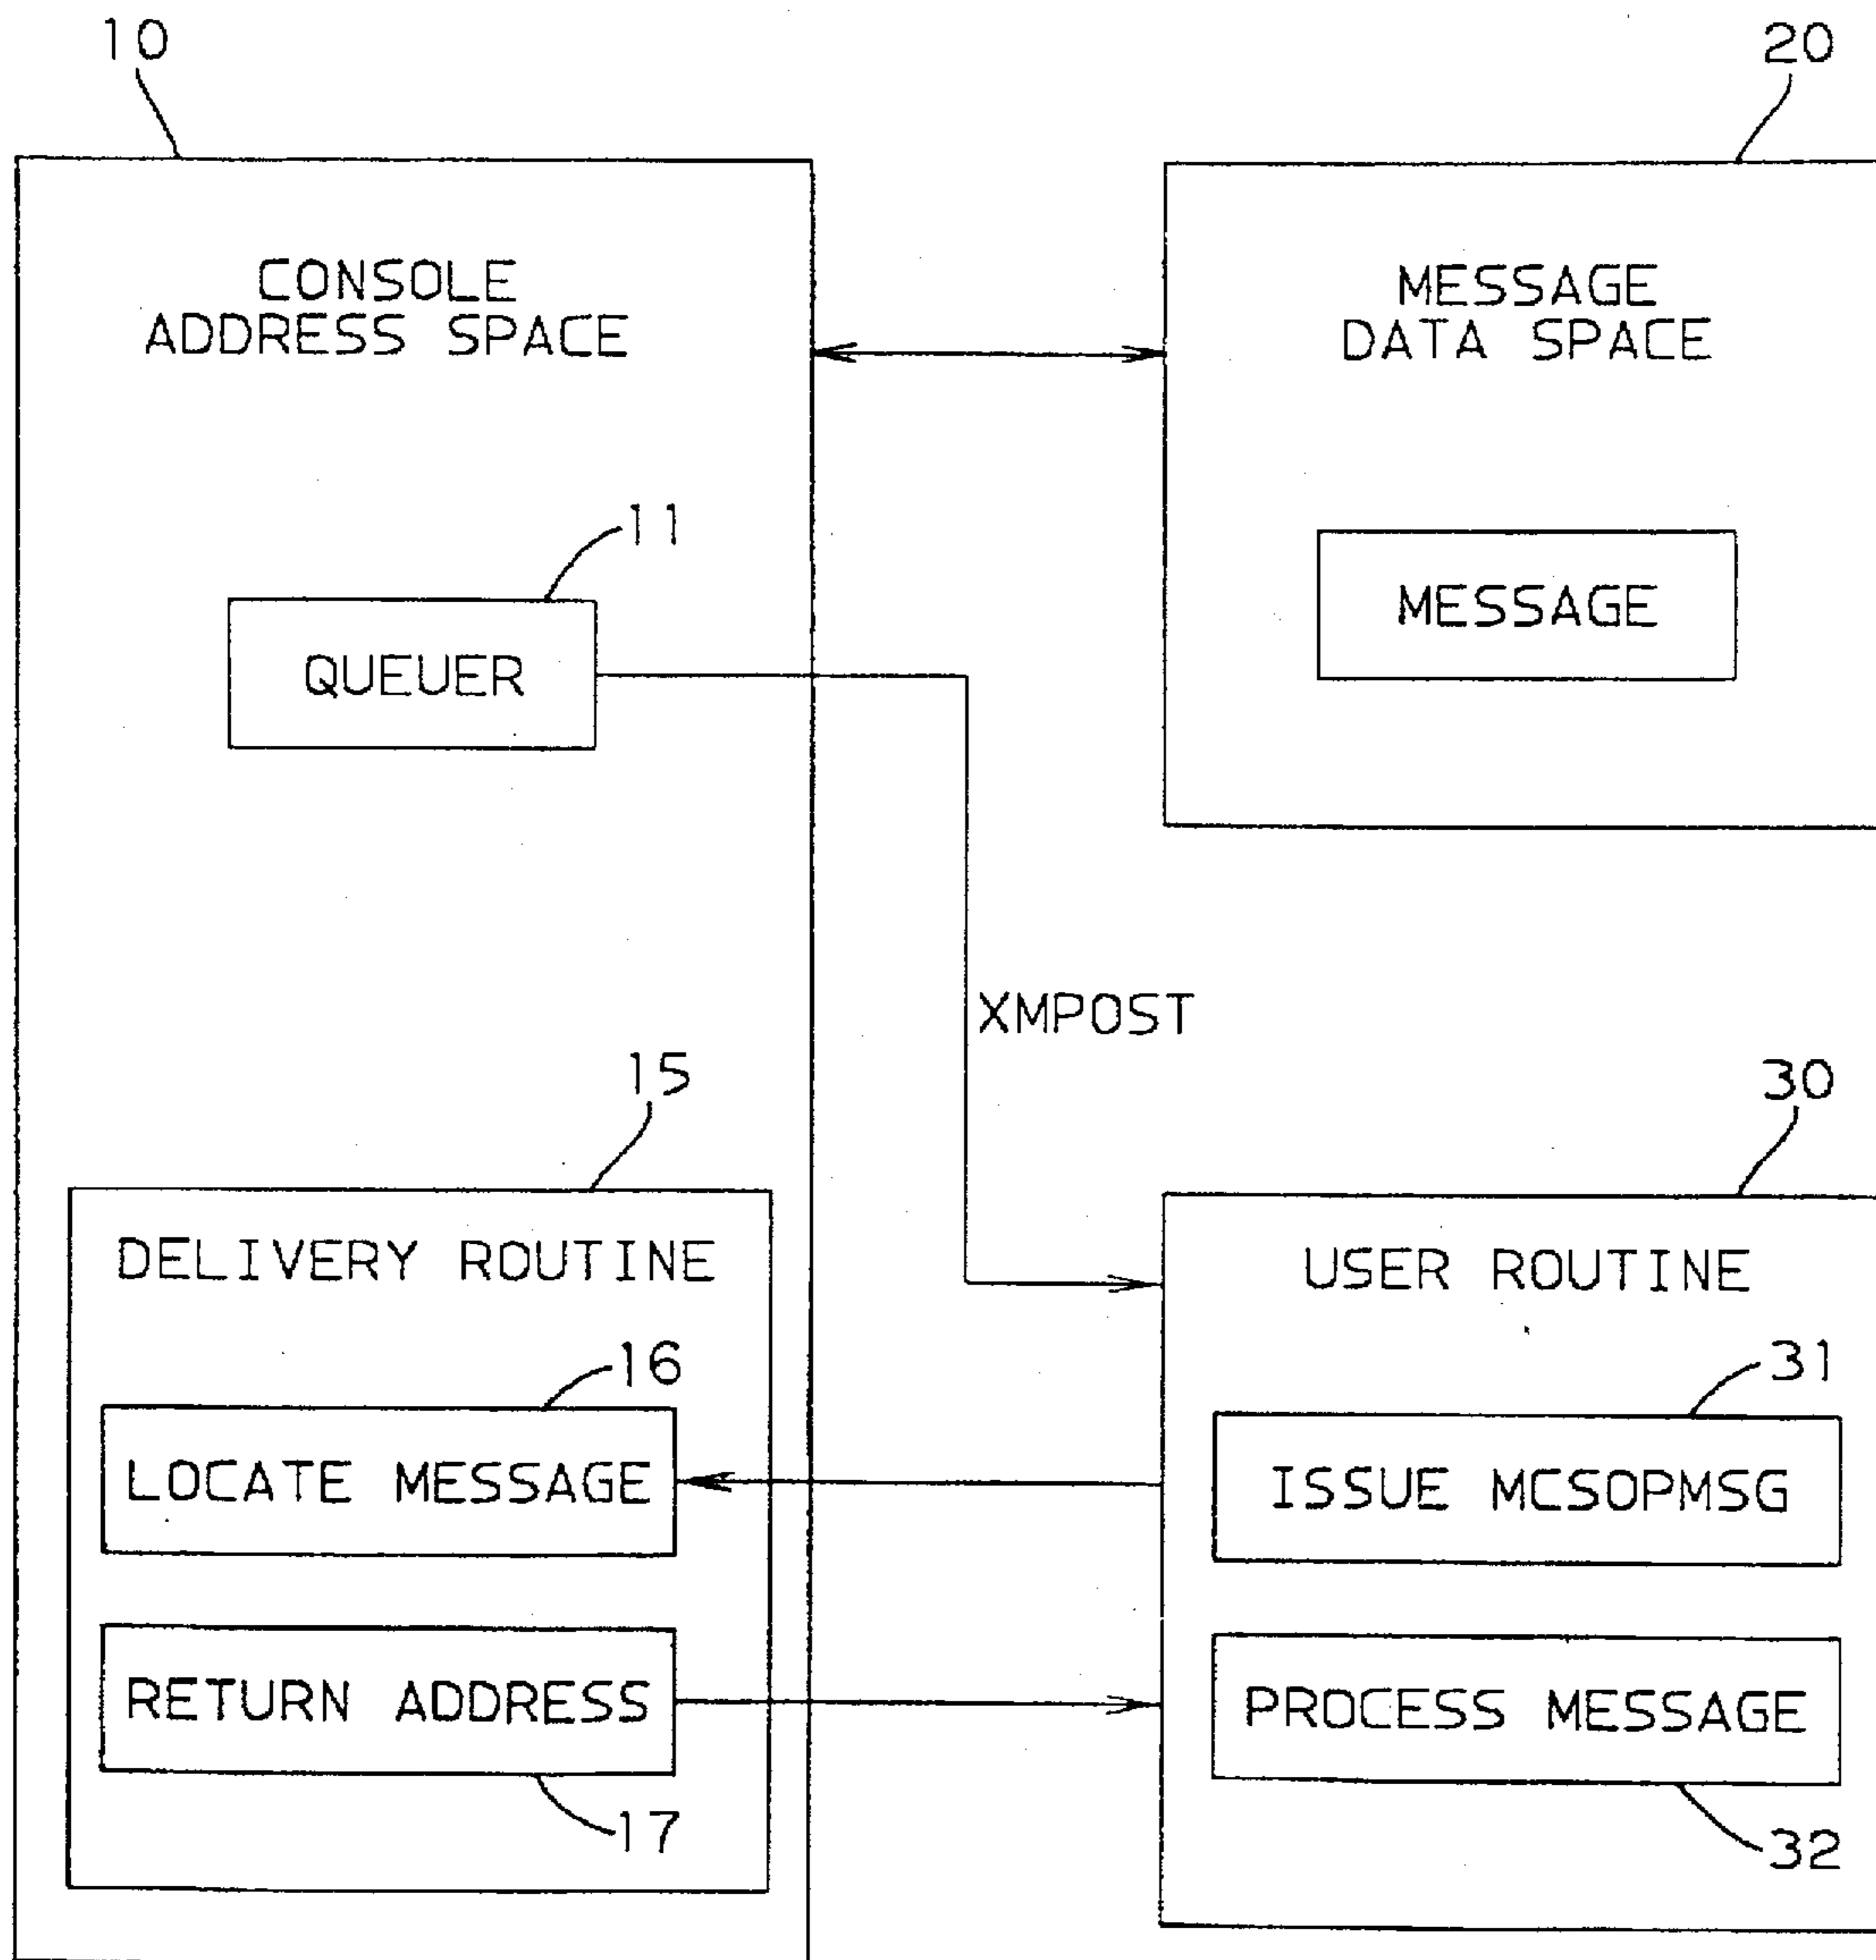 10
20
CONSOLE
ADDRESS SPACE
MESSAGE
DATA SPACE
11
QUEUER
MESSAGE
XMPOST
15
30
DELIVERY ROUTINE
USER ROUTINE
16
31
LOCATE MESSAGE
ISSUE MCSOPMSG
RETURN ADDRESS
PROCESS MESSAGE
17
32